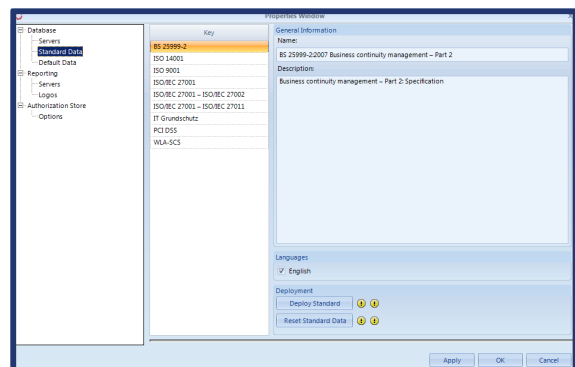 Properties Window
Database
Servers
Standard Data
Default Data
Reporting
Servers
Logos
Authorization Store
Options
Key
BS 25999-2
ISO 14001
ISO 9001
ISO/IEC 27001
ISO/IEC 27001 – ISO/IEC 27002
ISO/IEC 27001 – ISO/IEC 27011
IT Grundschutz
PCI DSS
WLA-SCS
General Information
Name:
BS 25999-2:2007 Business continuity management – Part 2
Description:
Business continuity management – Part 2: Specification
Languages
English
Deployment
Deploy Standard
Reset Standard Data
Apply
OK
Cancel